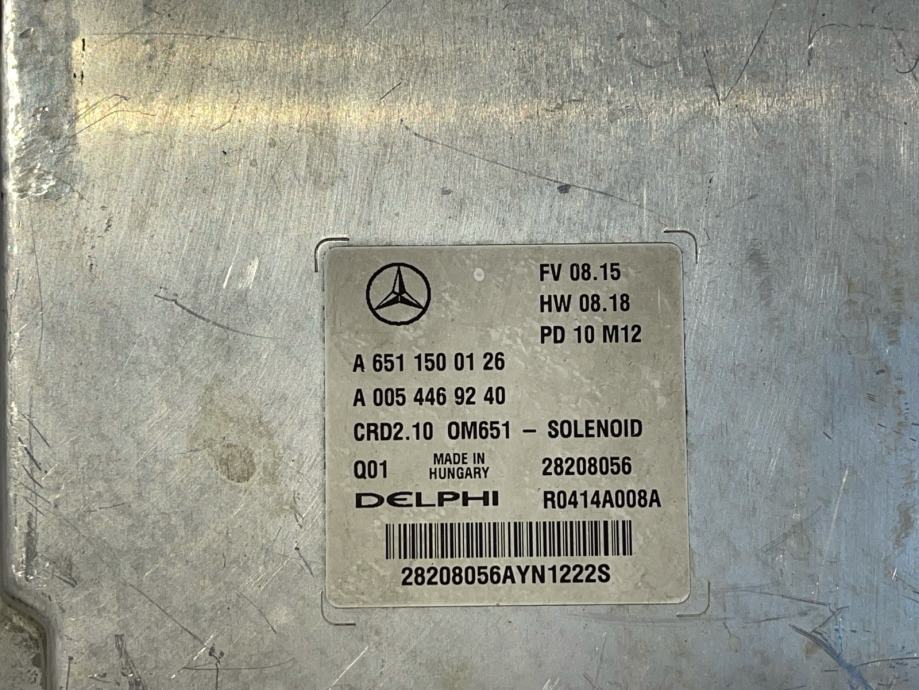 FV 08.15
HW 08.18
PD 10 M12
A 651 150 01 26
A 005 446 92 40
CRD2.10 OM651 – SOLENOID
Q01 MADE IN HUNGARY 28208056
DELPHI R0414A008A
28208056AYN1222S